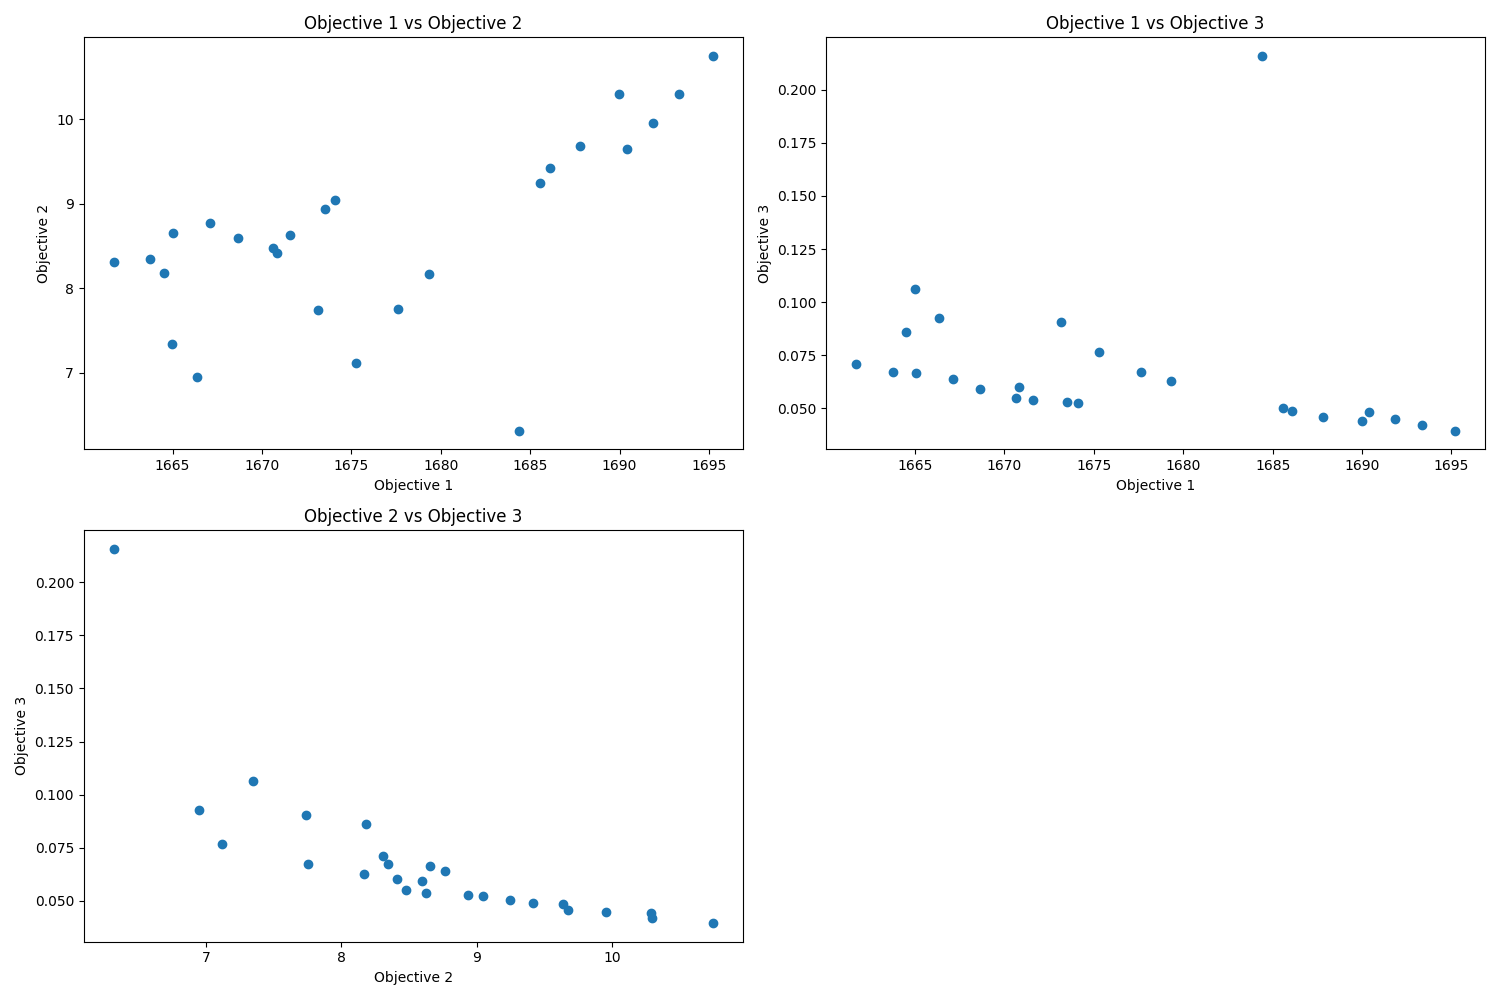 Objective 1 vs Objective 2
Objective 2
10
9
8
7
1665 1670 1675 1680 1685 1690 1695
Objective 1
Objective 1 vs Objective 3
Objective 3
0.200
0.175
0.150
0.125
0.100
0.075
0.050
1665 1670 1675 1680 1685 1690 1695
Objective 1
Objective 2 vs Objective 3
Objective 3
0.200
0.175
0.150
0.125
0.100
0.075
0.050
7 8 9 10
Objective 2